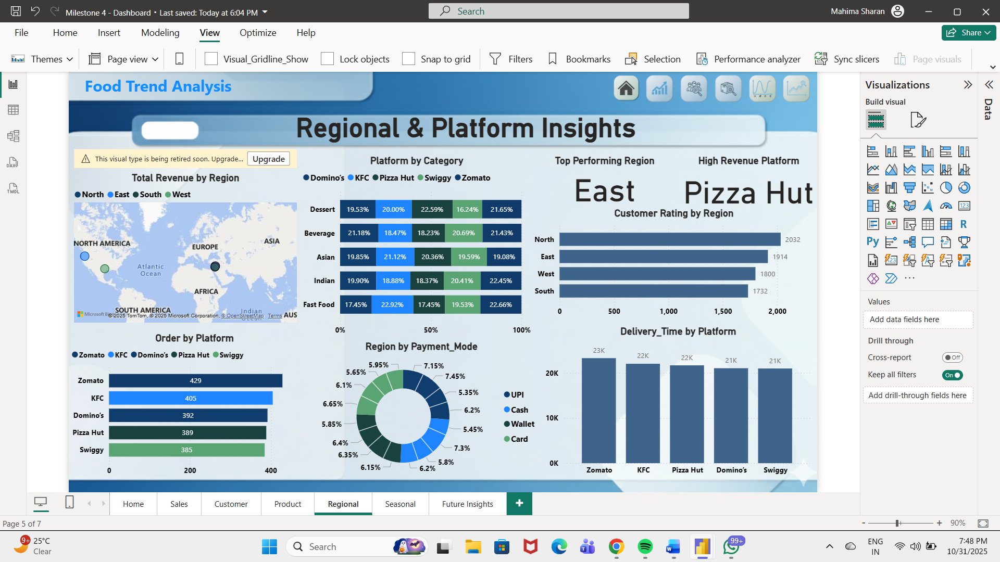 Milestone 4 - Dashboard • Last saved: Today at 6:04 PM
Search
Mahima Sharan
File Home Insert Modeling View Optimize Help
Share
Themes Page view Visual_Gridline_Show Lock objects Snap to grid Filters Bookmarks Selection Performance analyzer Sync slicers Page visuals
Food Trend Analysis
Regional & Platform Insights
This visual type is being retired soon. Upgrade... Upgrade
Total Revenue by Region
North East South West
NORTH AMERICA
EUROPE
ASIA
Atlantic
Ocean
AFRICA
SOUTH AMERICA
Indian
AUS
© 2025 TomTom, © 2025 Microsoft Corporation, © OpenStreetMap Terms
Order by Platform
Zomato KFC Domino's Pizza Hut Swiggy
Zomato 429
KFC 405
Domino's 392
Pizza Hut 389
Swiggy 385
0 200 400
Platform by Category
Domino's KFC Pizza Hut Swiggy Zomato
Dessert 19.53% 20.00% 22.59% 16.24% 21.65%
Beverage 21.18% 18.47% 18.23% 20.69% 21.43%
Asian 19.85% 21.12% 20.36% 19.59% 19.08%
Indian 19.90% 18.88% 18.37% 20.41% 22.45%
Fast Food 17.45% 22.92% 17.45% 19.53% 22.66%
0% 50% 100%
Region by Payment_Mode
7.15%
7.45%
5.35%
6.2%
5.45%
7.3%
5.8%
6.2%
6.15%
6.35%
6.4%
5.85%
6.65%
6.1%
5.65%
5.95%
UPI
Cash
Wallet
Card
Top Performing Region
East
High Revenue Platform
Pizza Hut
Customer Rating by Region
North 2032
East 1914
West 1800
South 1732
0 500 1,000 1,500 2,000
Delivery_Time by Platform
23K 22K 22K 21K 21K
20K
10K
0K
Zomato KFC Pizza Hut Domino's Swiggy
Visualizations
Build visual
Values
Add data fields here
Drill through
Cross-report Off
Keep all filters On
Add drill-through fields here
Data
DAX
TMDL
123
R
Py
123
Home Sales Customer Product Regional Seasonal Future Insights +
Page 5 of 7
- + 90%
9+
25°C
Clear
Search
99+
ENG
IN
7:48 PM
10/31/2025